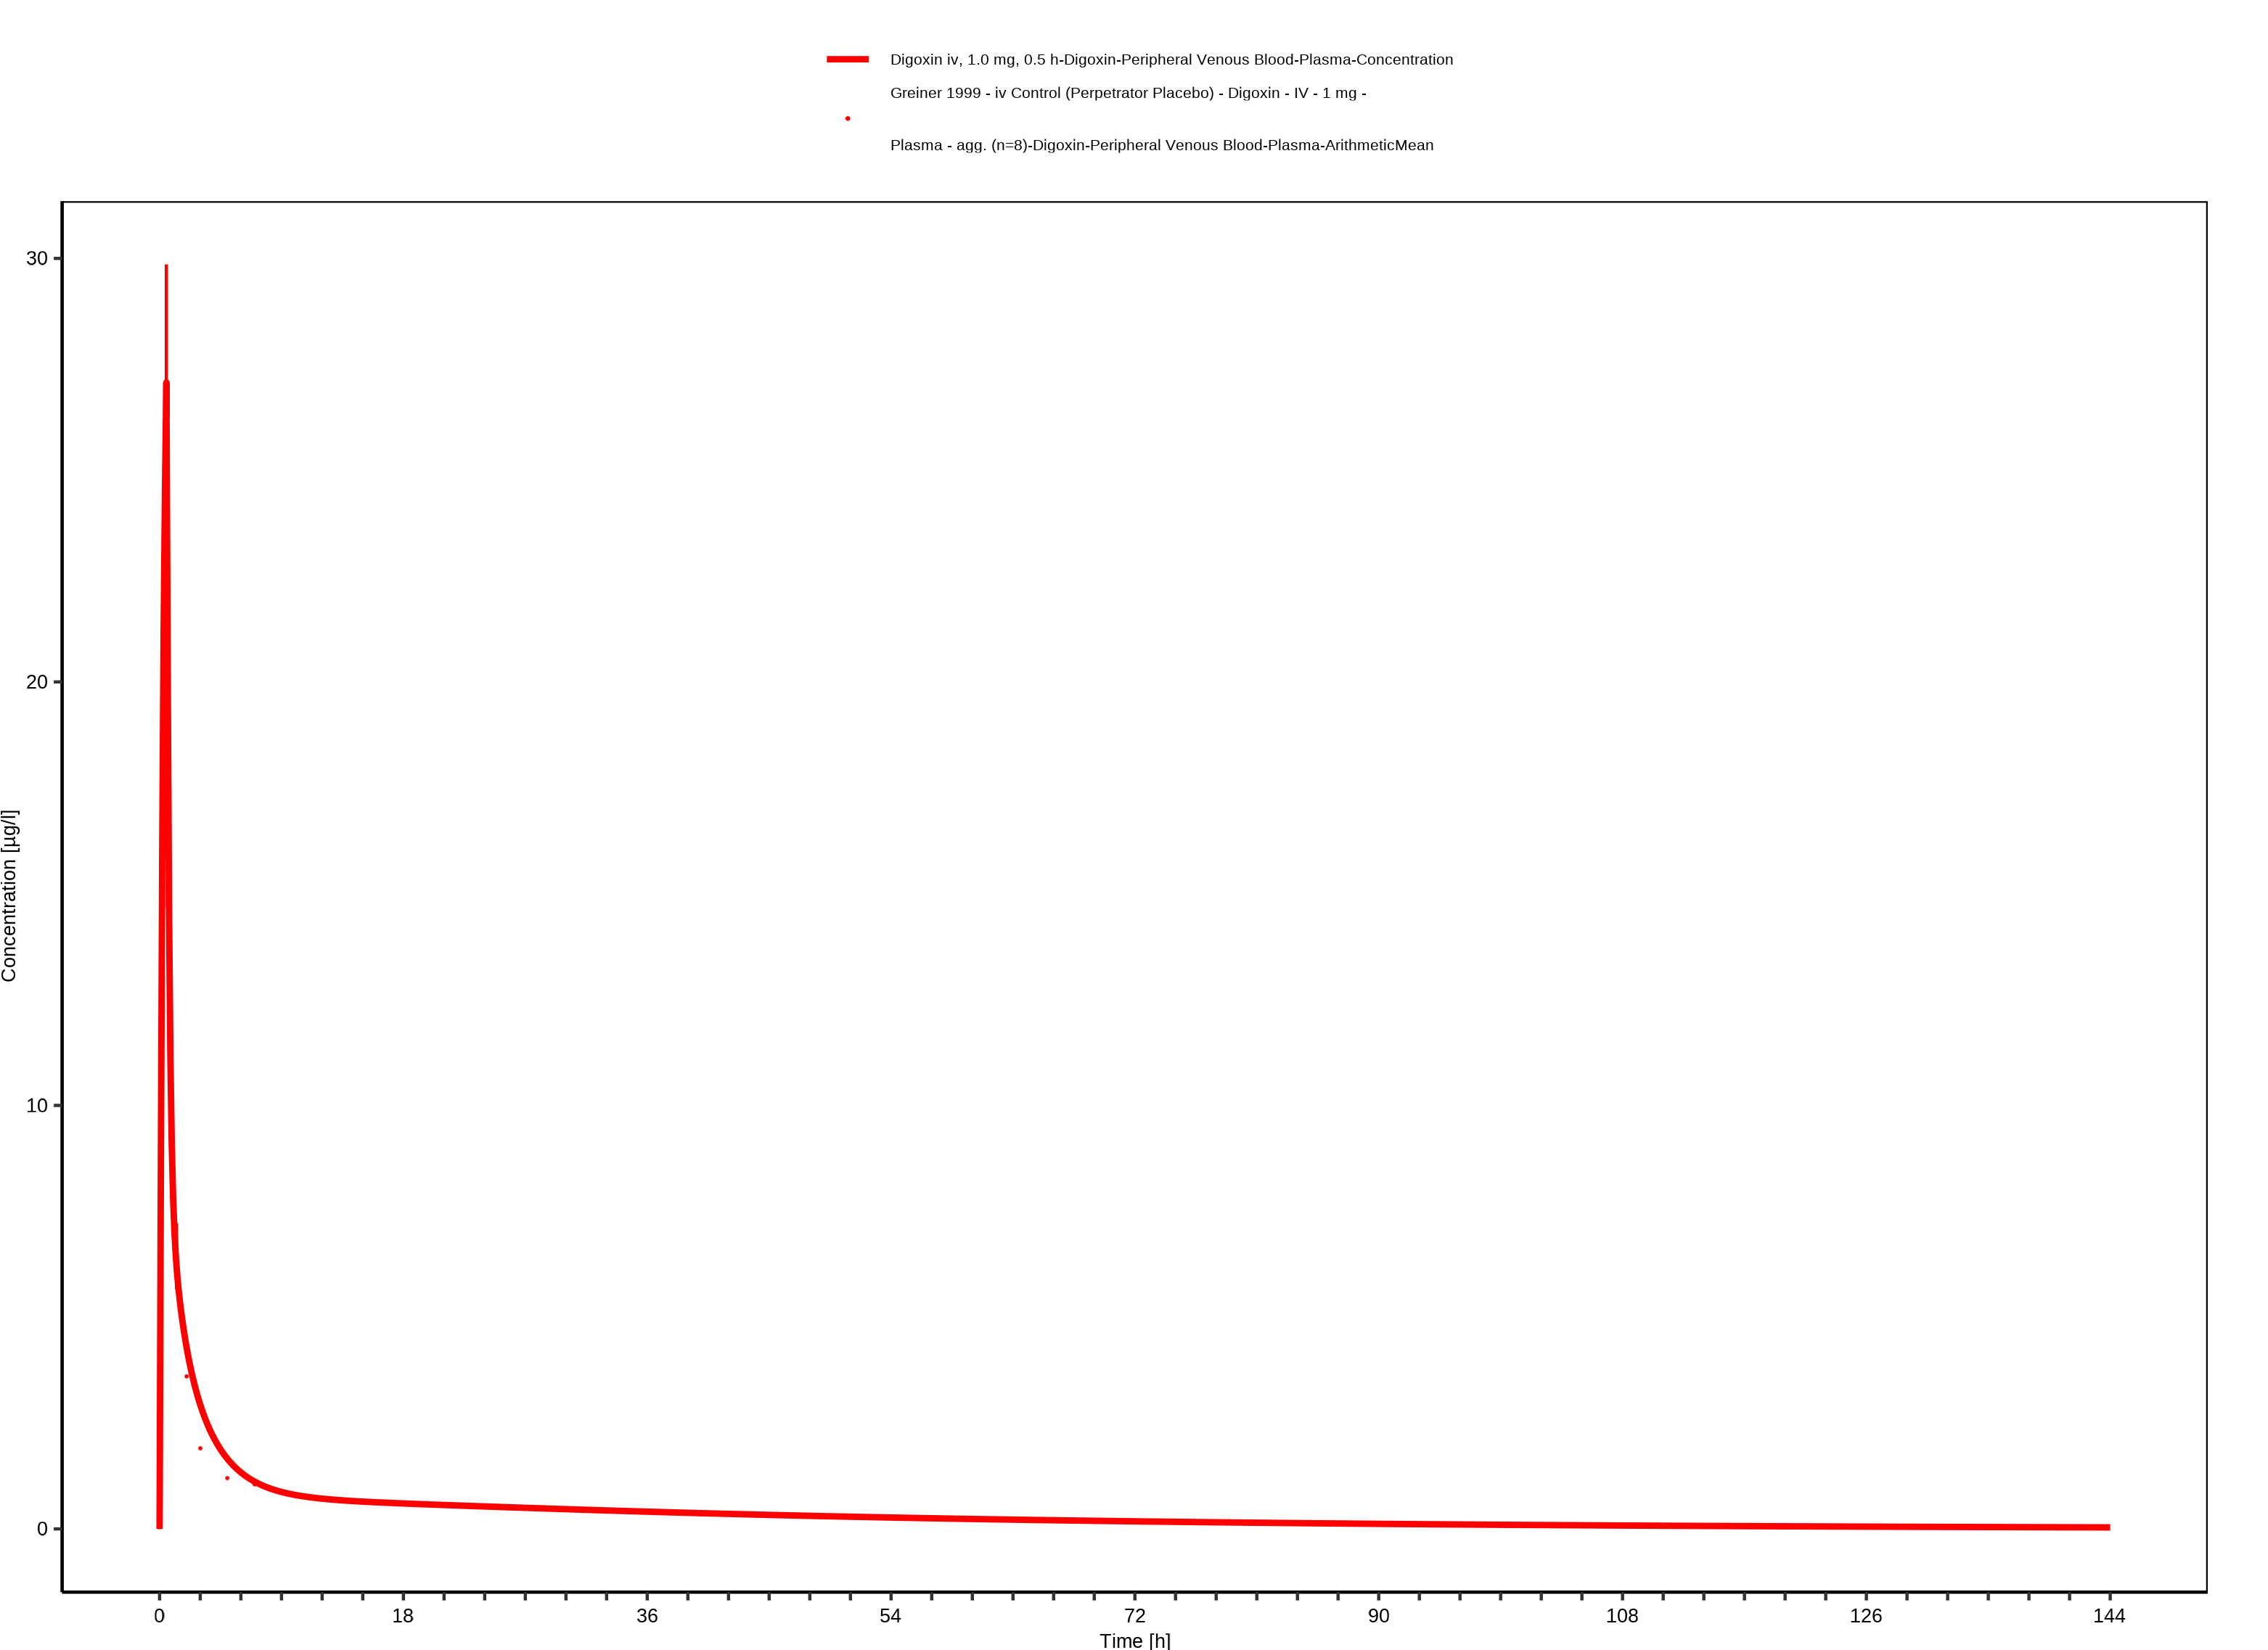 Digoxin iv, 1.0 mg, 0.5 h-Digoxin-Peripheral Venous Blood-Plasma-Concentration
Greiner 1999 - iv Control (Perpetrator Placebo) - Digoxin - IV - 1 mg -
Plasma - agg. (n=8)-Digoxin-Peripheral Venous Blood-Plasma-ArithmeticMean
30
20
10
0
Concentration [µg/l]
0 18 36 54 72 90 108 126 144
Time [h]